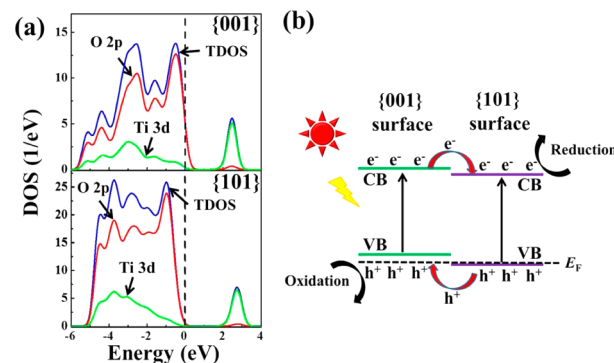 (a)
{001}
O 2p
TDOS
Ti 3d
15
10
5
0
{101}
O 2p
TDOS
Ti 3d
25
20
15
10
5
0
DOS (1/eV)
-6 -4 -2 0 2 4
Energy (eV)
(b)
{001} {101}
surface surface
Reduction
e⁻ e⁻ e⁻ e⁻ e⁻ e⁻ e⁻
CB CB
VB VB
E_F
Oxidation
h⁺ h⁺ h⁺ h⁺ h⁺ h⁺
h⁺